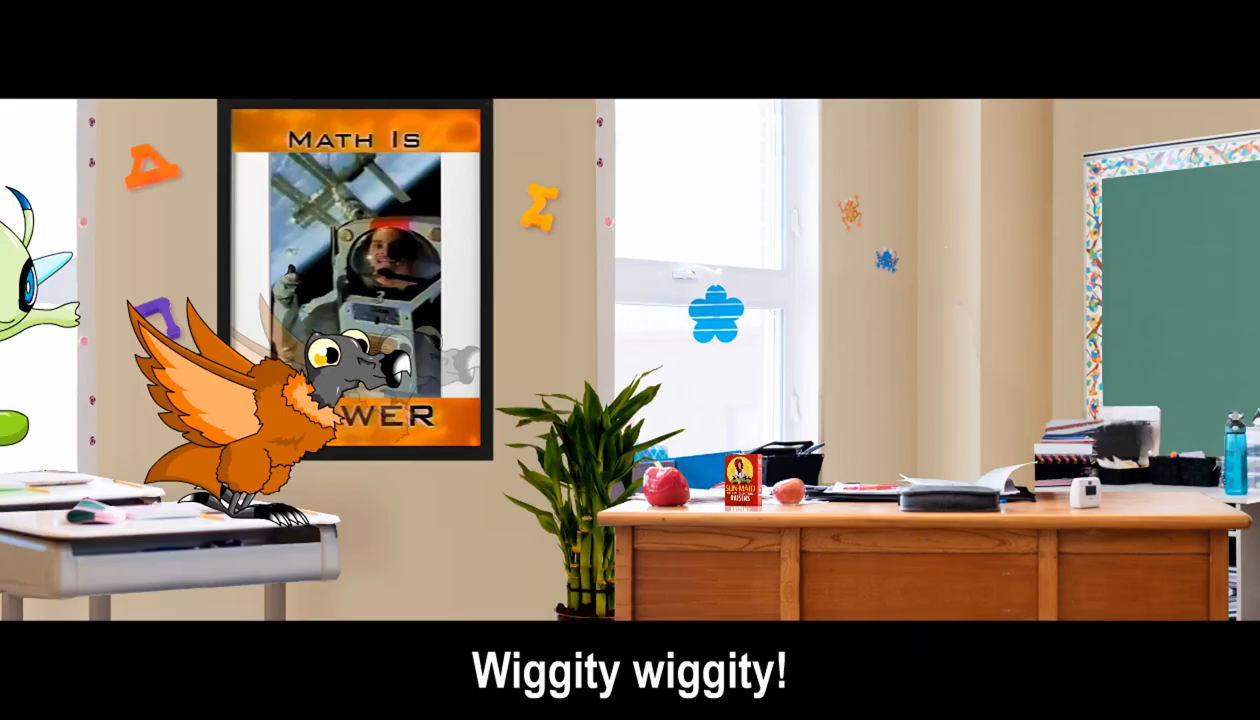 MATH IS
WER
Δ
Σ
Π
SUN-MAID
RAISINS
Wiggity wiggity!